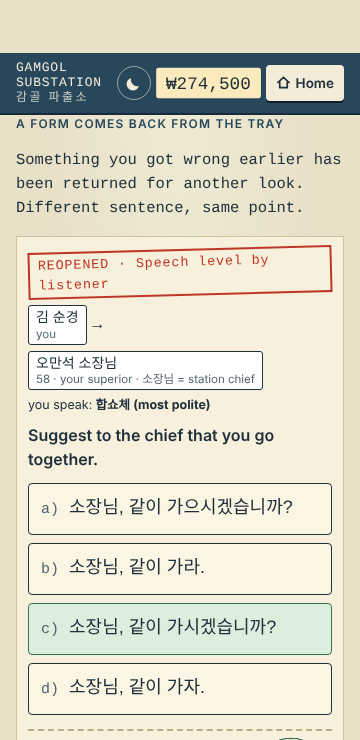 GAMGOL
SUBSTATION
감골 파출소
₩274,500
Home
A FORM COMES BACK FROM THE TRAY
Something you got wrong earlier has
been returned for another look.
Different sentence, same point.
REOPENED · Speech level by
listener
김 순경
you
→
오만석 소장님
58 · your superior · 소장님 = station chief
you speak: 합쇼체 (most polite)
Suggest to the chief that you go
together.
a) 소장님, 같이 가으시겠습니까?
b) 소장님, 같이 가라.
c) 소장님, 같이 가시겠습니까?
d) 소장님, 같이 가자.